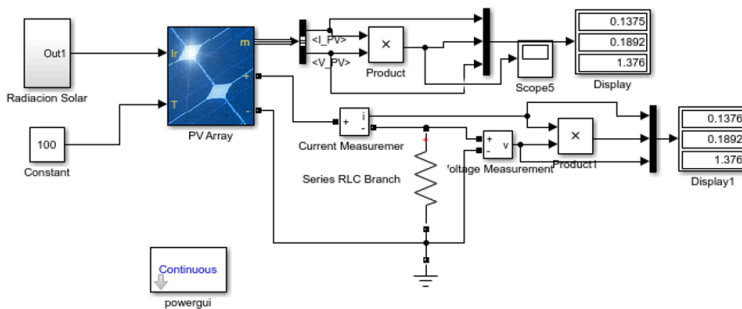 Out1
Radiacion Solar
100
Constant
Ir
T
m
+
-
PV Array
<I_PV>
<V_PV>
×
Product
Scope5
0.1375
0.1892
1.376
Display
+
-
i
Current Measuremer
Series RLC Branch
+
+
-
v
'oltage Measurement
×
Product1
0.1376
0.1892
1.376
Display1
Continuous
powergui